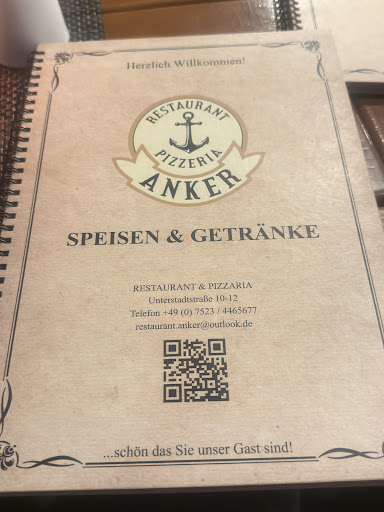 Herzlich Willkommen!
RESTAURANT
PIZZERIA
ANKER
SPEISEN & GETRÄNKE
RESTAURANT & PIZZARIA
Unterstadtstraße 10-12
Telefon +49 (0) 7523 / 4465677
restaurant.anker@outlook.de
...schön das Sie unser Gast sind!